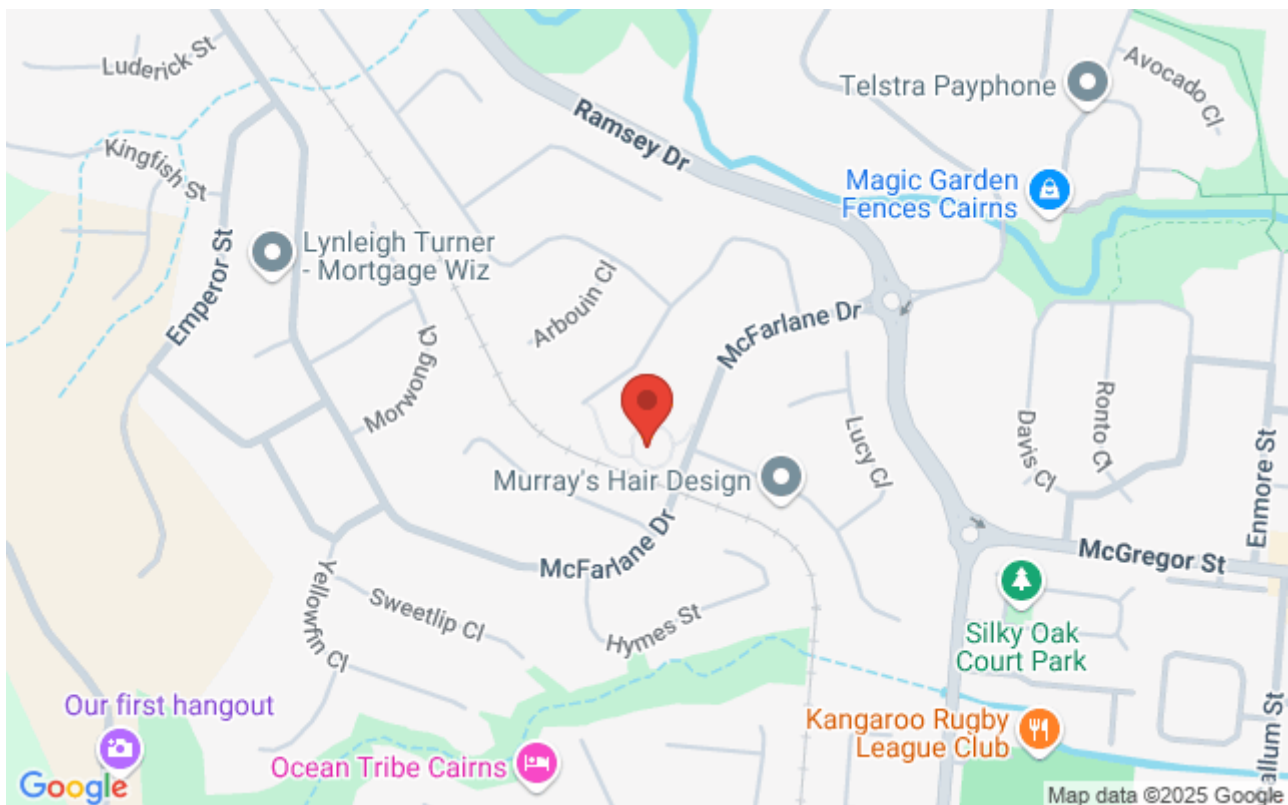 Luderick St
Avocado Cl
Telstra Payphone
Ramsey Dr
Kingfish St
Magic Garden
Fences Cairns
Lynleigh Turner
- Mortgage Wiz
Emperor St
Arbouin Cl
McFarlane Dr
Morwong Cl
Ronto Cl
Davis Cl
Lucy Cl
Enmore St
Murray's Hair Design
McFarlane Dr
McGregor St
Yellowfin Cl
Sweetlip Cl
Hymes St
Silky Oak
Court Park
Our first hangout
Kangaroo Rugby
League Club
allum St
Ocean Tribe Cairns
Google
Map data ©2025 Google